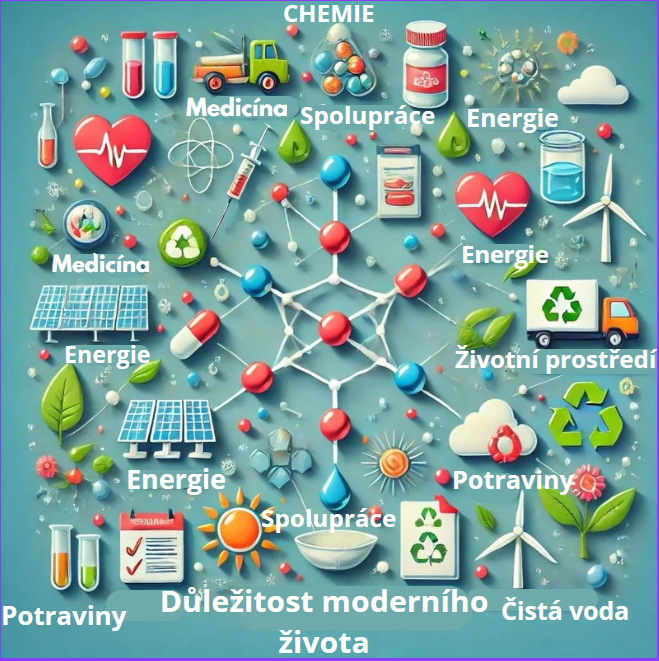 CHEMIE
Medicína
Spolupráce
Energie
Energie
Medicína
Energie
Životní prostředí
Energie
Potraviny
Spolupráce
Důležitost moderního
života
Potraviny
Čistá voda